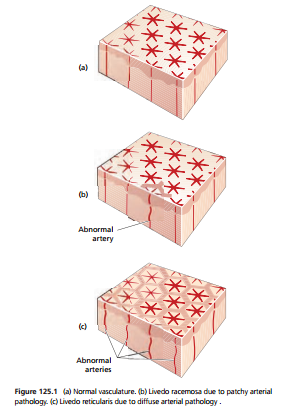 (a)
(b)
Abnormal
artery
(c)
Abnormal
arteries
Figure 125.1 (a) Normal vasculature. (b) Livedo racemosa due to patchy arterial
pathology. (c) Livedo reticularis due to diffuse arterial pathology .